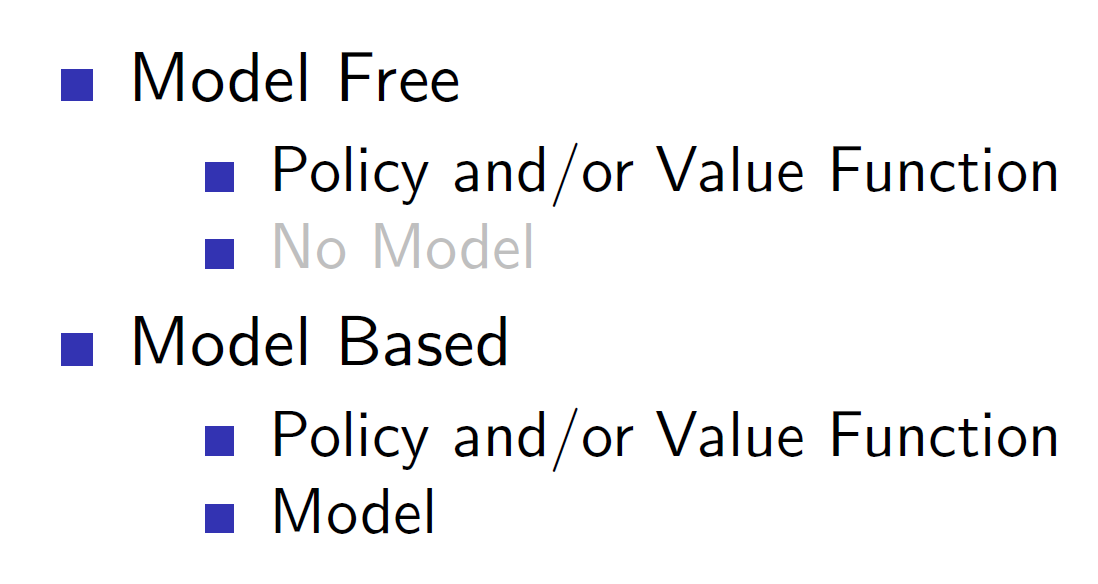 Model Free
Policy and/or Value Function
No Model
Model Based
Policy and/or Value Function
Model